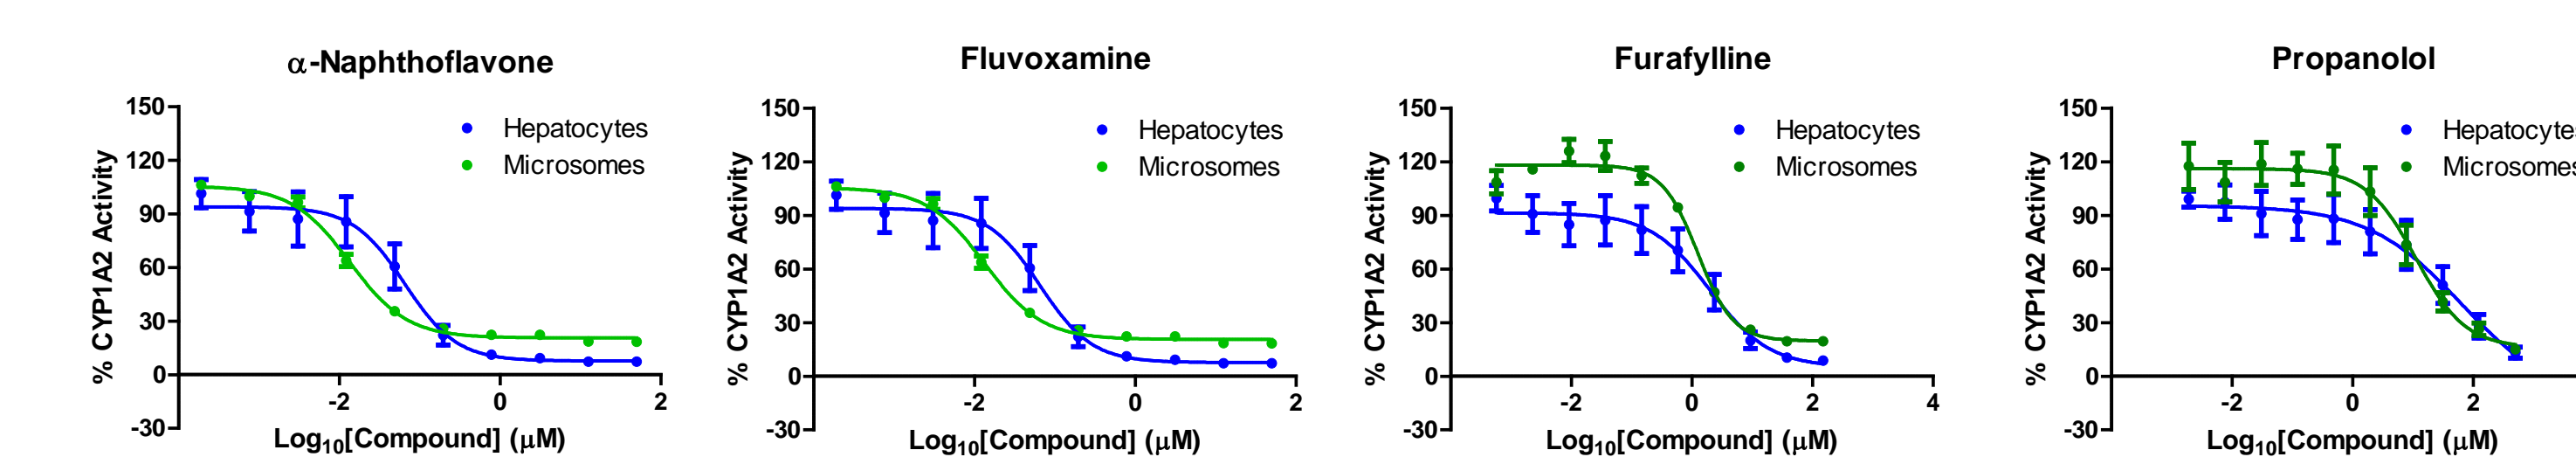 α-Naphthoflavone
150
120
90
60
30
0
-30
-2
0
2
% CYP1A2 Activity
Log10[Compound] (μM)
Hepatocytes
Microsomes
Fluvoxamine
150
120
90
60
30
0
-30
-2
0
2
% CYP1A2 Activity
Log10[Compound] (μM)
Hepatocytes
Microsomes
Furafylline
150
120
90
60
30
0
-30
-2
0
2
4
% CYP1A2 Activity
Log10[Compound] (μM)
Hepatocytes
Microsomes
Propanolol
150
120
90
60
30
0
-30
-2
0
2
% CYP1A2 Activity
Log10[Compound] (μM)
Hepatocyte
Microsomes